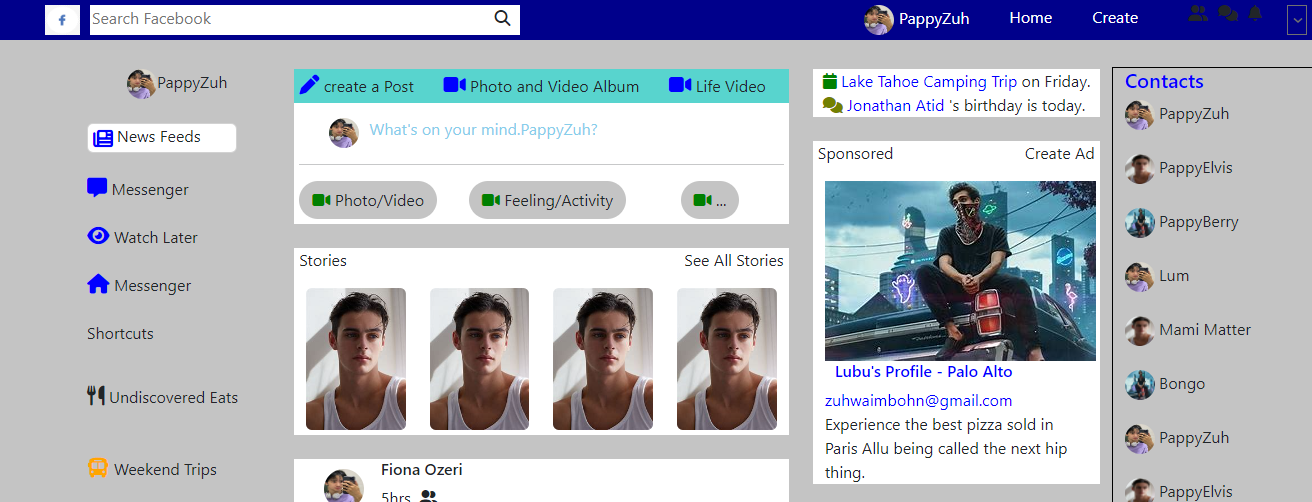 f
Search Facebook
PappyZuh
Home
Create
PappyZuh
News Feeds
Messenger
Watch Later
Messenger
Shortcuts
Undiscovered Eats
Weekend Trips
create a Post
Photo and Video Album
Life Video
What's on your mind.PappyZuh?
Photo/Video
Feeling/Activity
...
Stories
See All Stories
Fiona Ozeri
5hrs
Lake Tahoe Camping Trip on Friday.
Jonathan Atid 's birthday is today.
Sponsored
Create Ad
Lubu's Profile - Palo Alto
zuhwaimbohn@gmail.com
Experience the best pizza sold in
Paris Allu being called the next hip
thing.
Contacts
PappyZuh
PappyElvis
PappyBerry
Lum
Mami Matter
Bongo
PappyZuh
PappyElvis